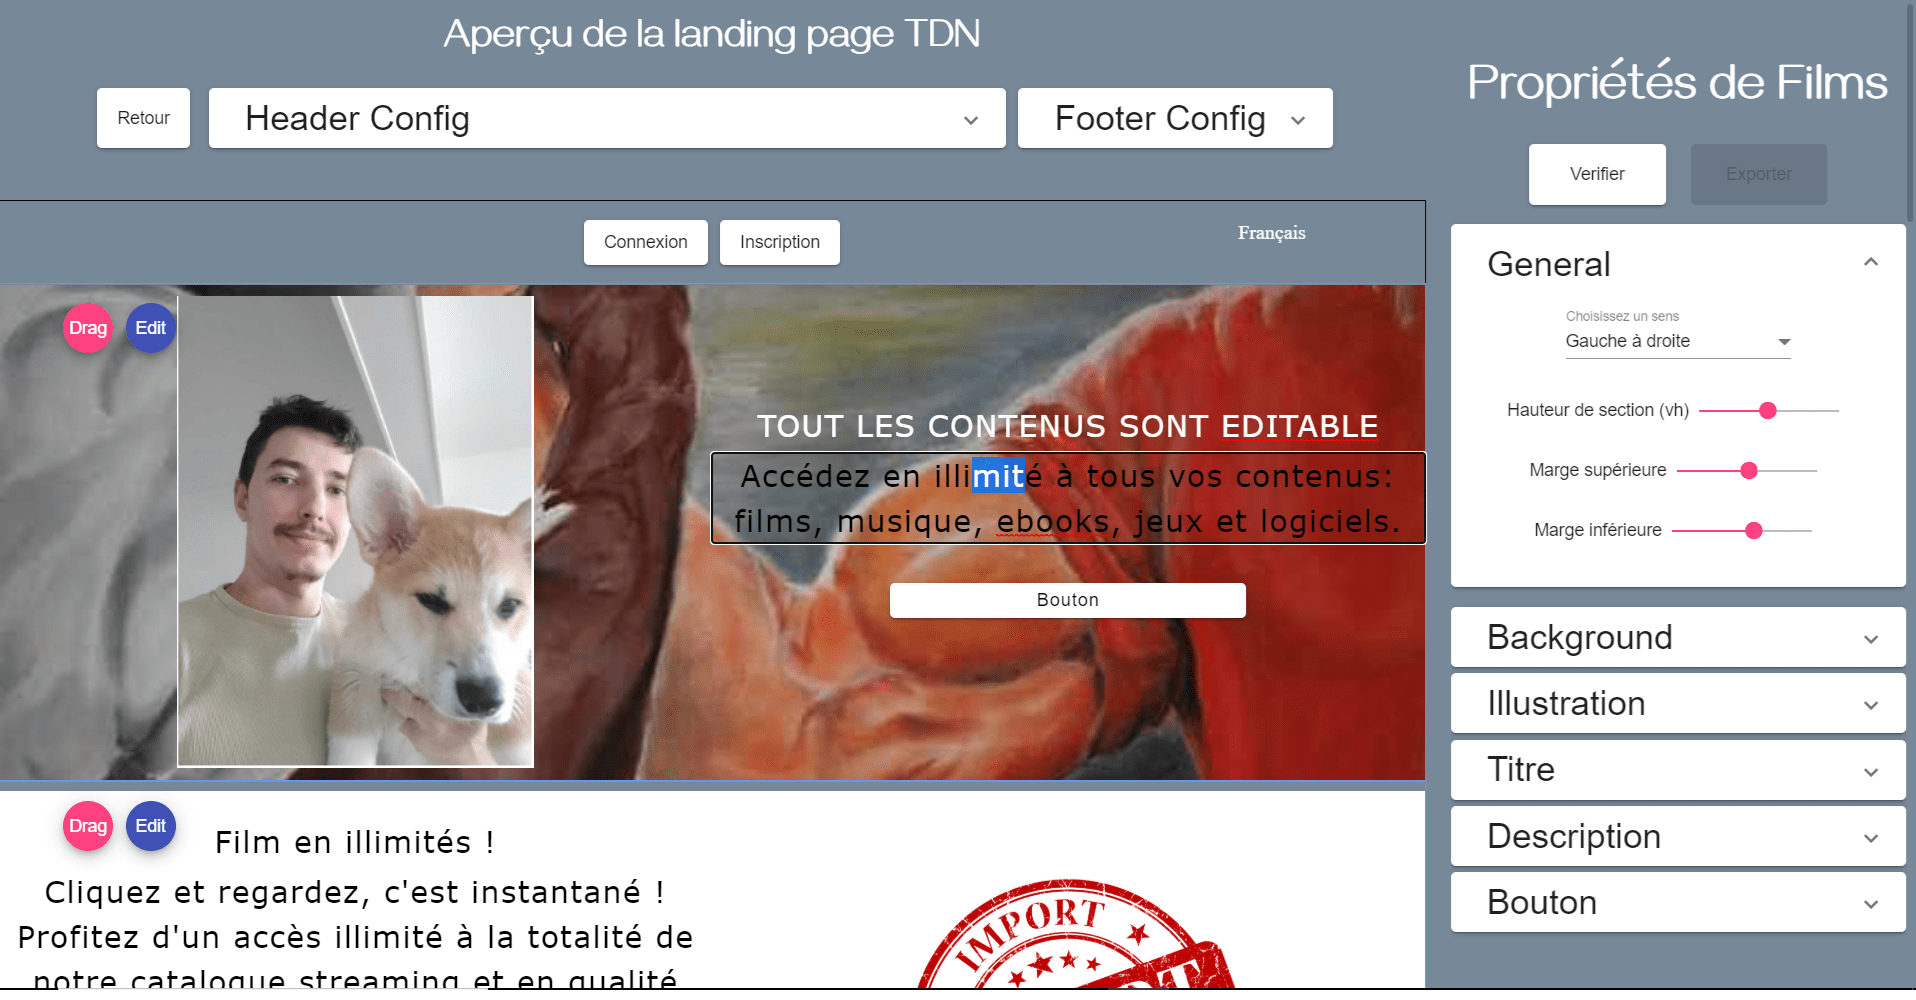 Aperçu de la landing page TDN
Retour
Header Config
Footer Config
Connexion
Inscription
Français
Drag
Edit
TOUT LES CONTENUS SONT EDITABLE
Accédez en illimité à tous vos contenus:
films, musique, ebooks, jeux et logiciels.
Bouton
Drag
Edit
Film en illimités !
Cliquez et regardez, c'est instantané !
Profitez d'un accès illimité à la totalité de
notre catalogue streaming et en qualité
IMPORT
Propriétés de Films
Verifier
Exporter
General
Choisissez un sens
Gauche à droite
Hauteur de section (vh)
Marge supérieure
Marge inférieure
Background
Illustration
Titre
Description
Bouton